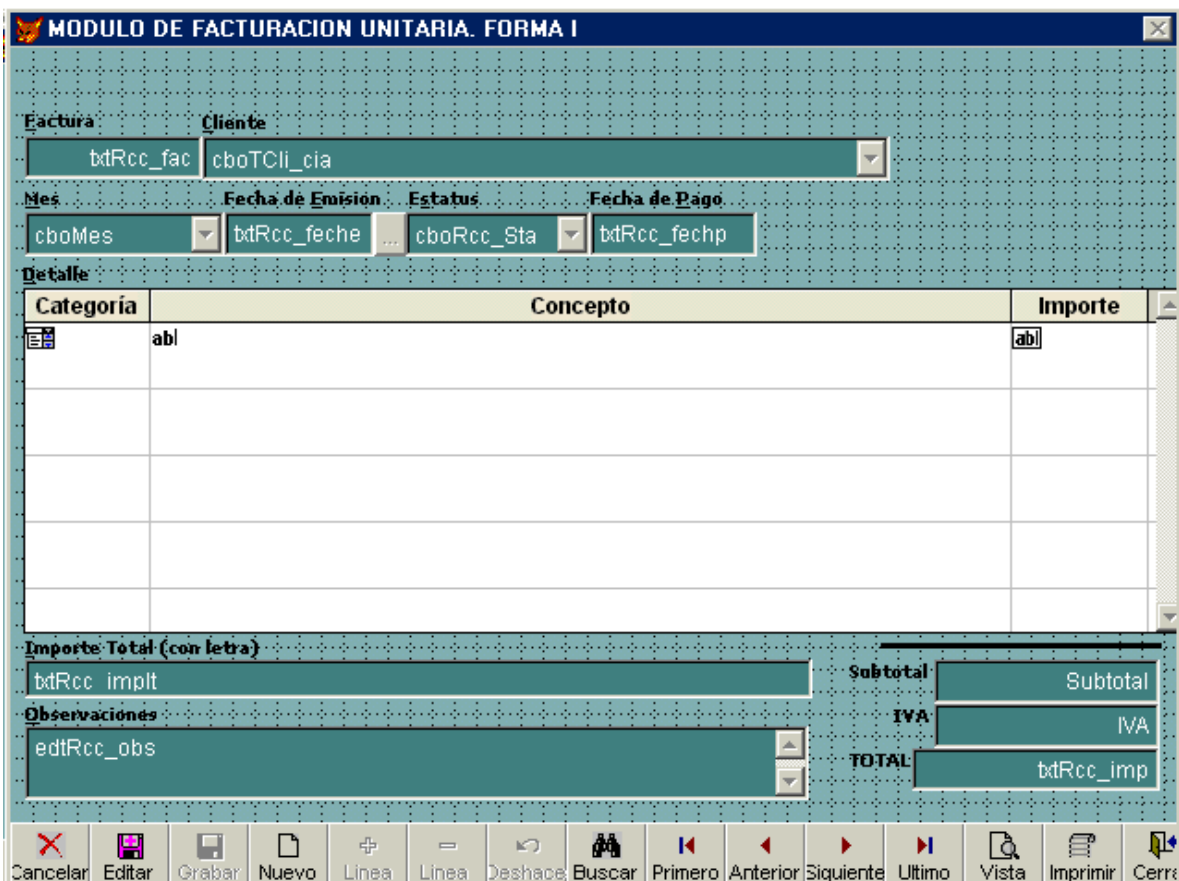 MODULO DE FACTURACION UNITARIA. FORMA I
Factura Cliente
txtRcc_fac cboTCli_cia
Mes Fecha de Emision Estatus Fecha de Pago
cboMes txtRcc_feche ... cboRcc_Sta txtRcc_fechp
Detalle
Categoría Concepto Importe
abl abl
Importe Total (con letra)
txtRcc_implt
Subtotal Subtotal
Observaciones
IVA IVA
edtRcc_obs
TOTAL txtRcc_imp
Cancelar Editar Grabar Nuevo Linea Linea Deshace Buscar Primero Anterior Siguiente Ultimo Vista Imprimir Cerra